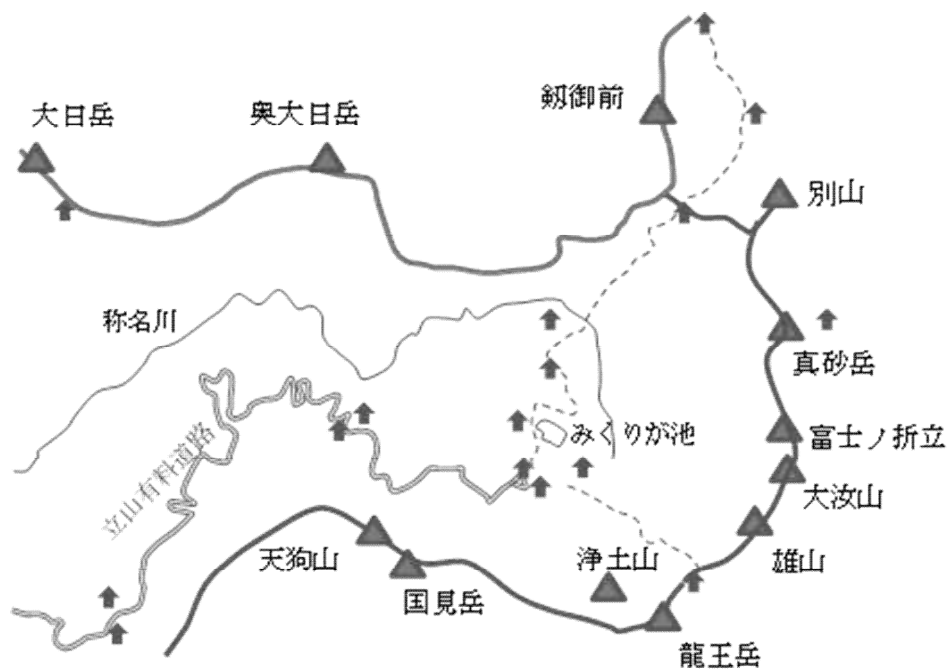 剱御前
大日岳
奥大日岳
別山
称名川
真砂岳
みくりが池
富士ノ折立
立山有料道路
大汝山
天狗山
浄土山
雄山
国見岳
龍王岳